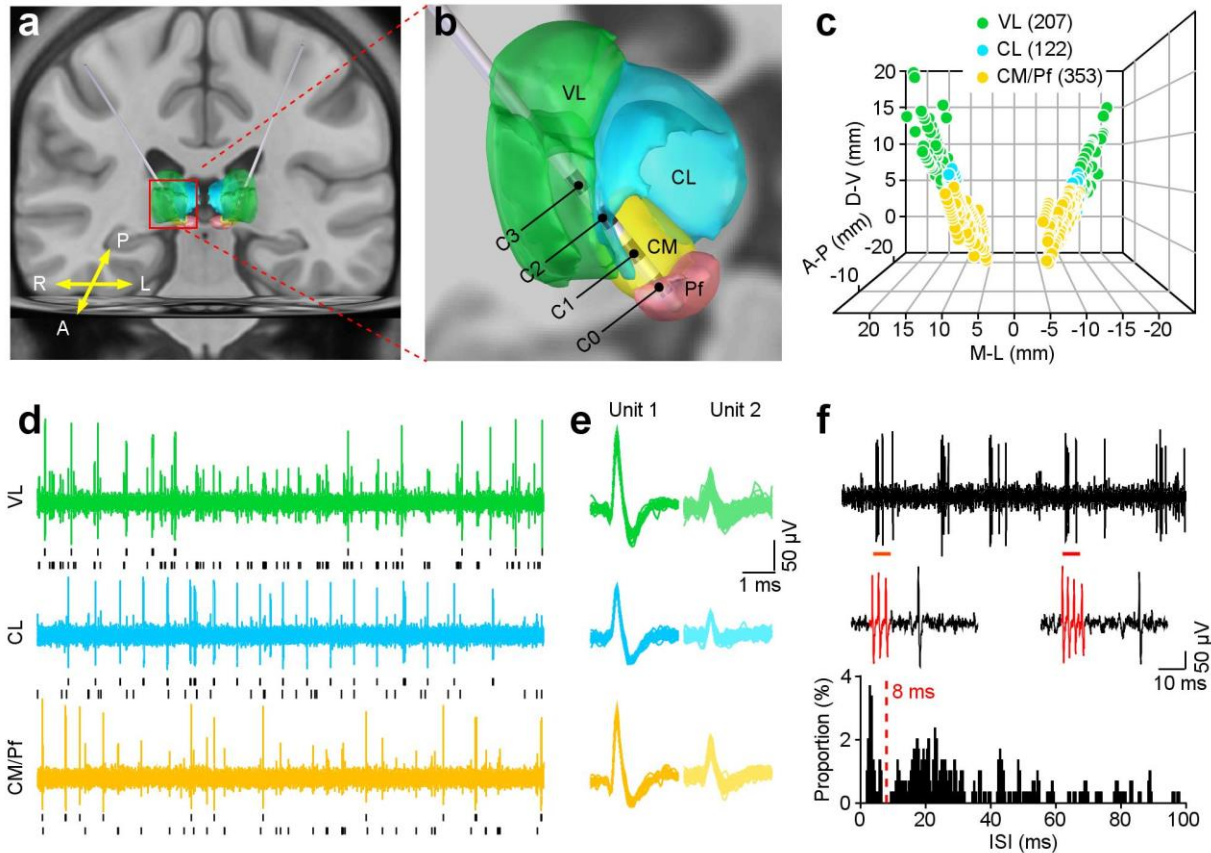 a
P
R
L
A
b
VL
CL
CM
Pf
C3
C2
C1
C0
c
VL (207)
CL (122)
CM/Pf (353)
D-V (mm)
20
15
10
5
0
-20
-10
A-P (mm)
20 15 10 5 0 -5 -10 -15 -20
M-L (mm)
d
VL
CL
CM/Pf
e
Unit 1 Unit 2
50 µV
1 ms
f
50 µV
10 ms
8 ms
Proportion (%)
4
2
0
0 20 40 60 80 100
ISI (ms)